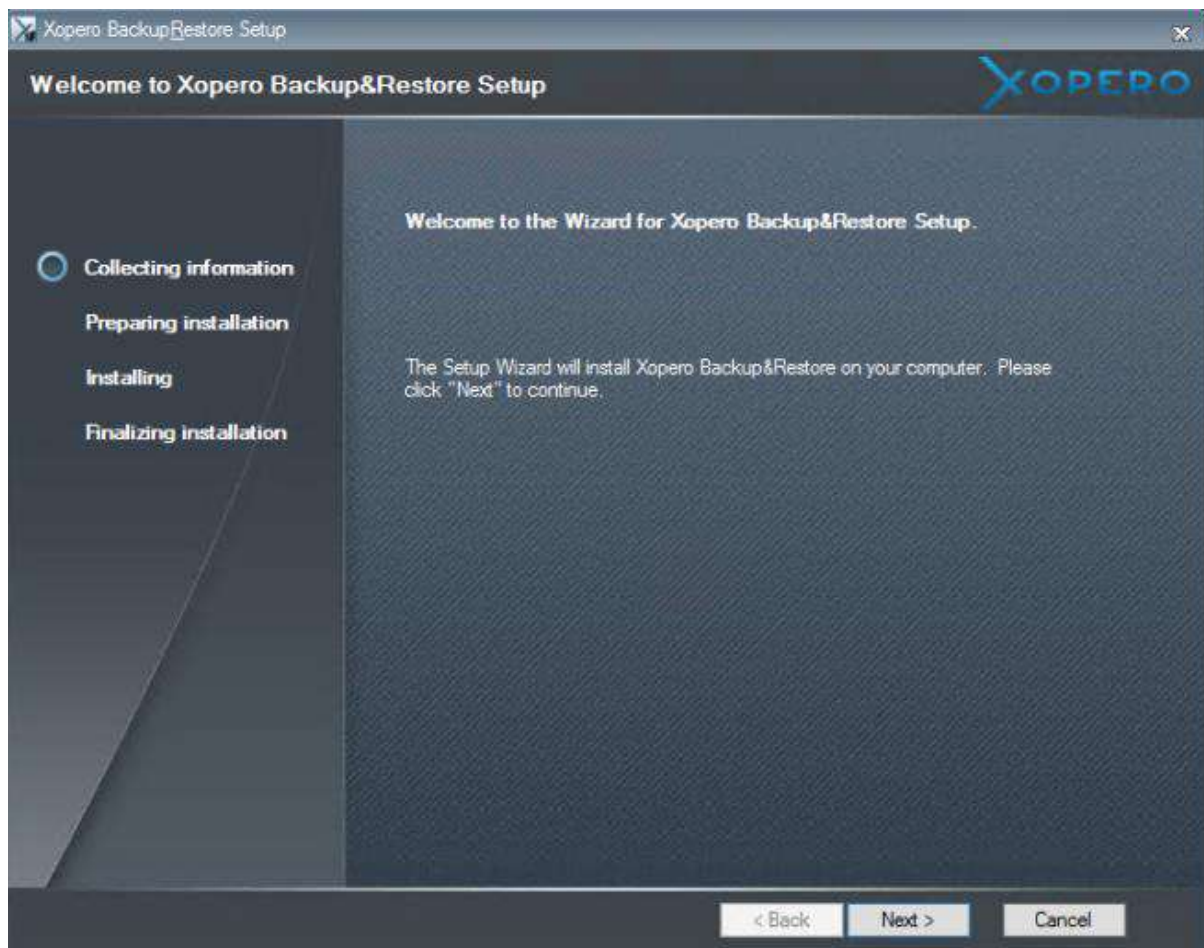 Xopero BackupRestore Setup
Welcome to Xopero Backup&Restore Setup
XOPERO
Welcome to the Wizard for Xopero Backup&Restore Setup.
Collecting information
Preparing installation
Installing
Finalizing installation
The Setup Wizard will install Xopero Backup&Restore on your computer. Please
click "Next" to continue.
< Back
Next >
Cancel